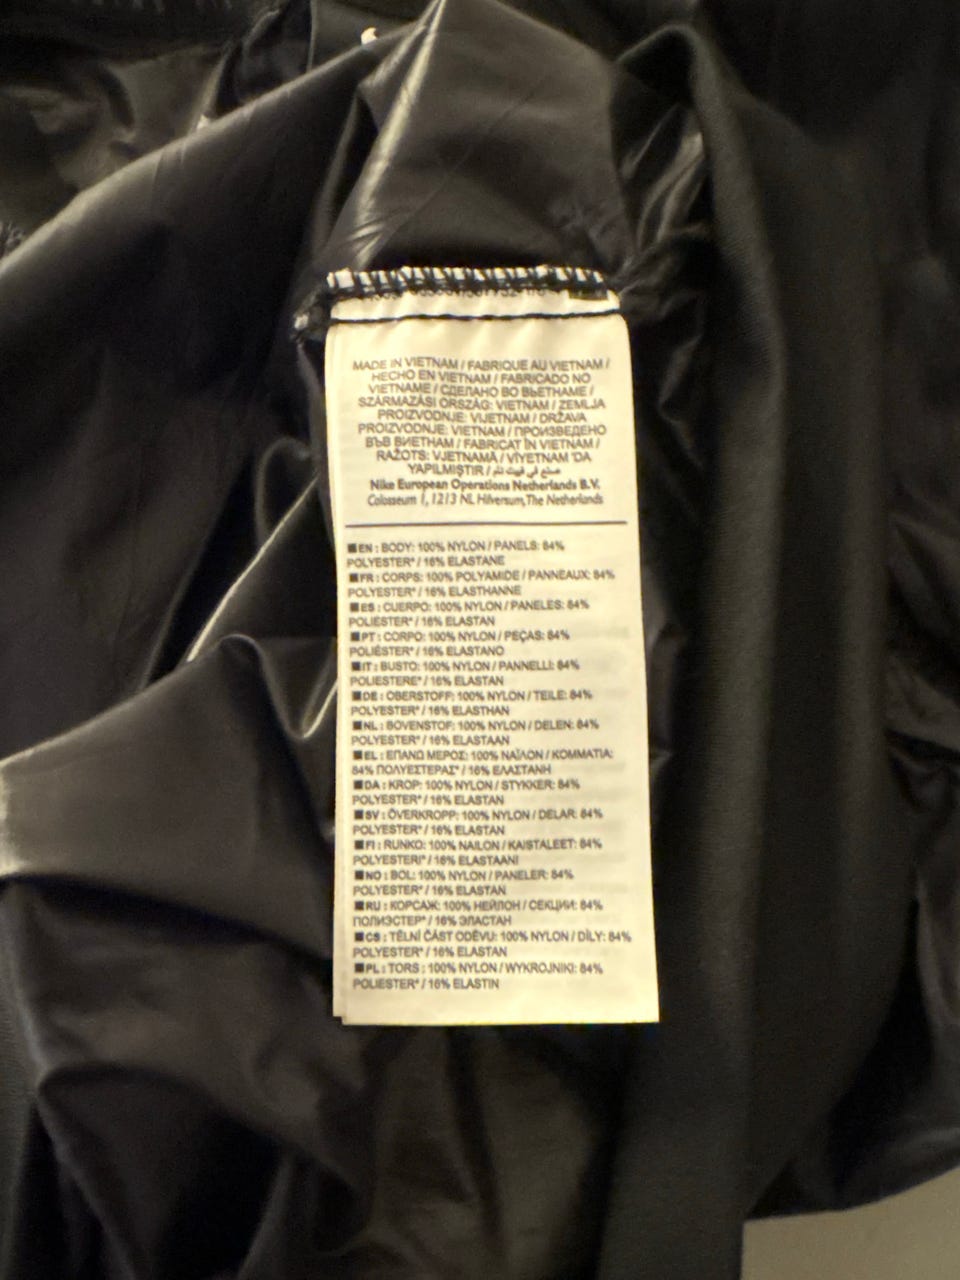 MADE IN VIETNAM / FABRIQUE AU VIETNAM /
HECHO EN VIETNAM / FABRICADO NO
VIETNAME / СДЕЛАНО ВО ВЬЕТНАМЕ /
SZÁRMAZÁSI ORSZÁG: VIETNAM / ZEMLJA
PROIZVODNJE: VIJETNAM / DRŽAVA
PROIZVODNJE: VIETNAM / ПРОИЗВЕДЕНО
ВЪВ ВИЕТНАМ / FABRICAT ÎN VIETNAM /
RAŽOTS: VJETNAMĀ / VİYETNAM 'DA
YAPILMIŞTIR / صنع في فيت نام
Nike European Operations Netherlands B.V.
Colosseum 1, 1213 NL Hilversum, The Netherlands
EN : BODY: 100% NYLON / PANELS: 84%
POLYESTER* / 16% ELASTANE
FR : CORPS: 100% POLYAMIDE / PANNEAUX: 84%
POLYESTER* / 16% ELASTHANNE
ES : CUERPO: 100% NYLON / PANELES: 84%
POLIÉSTER* / 16% ELASTAN
PT : CORPO: 100% NYLON / PEÇAS: 84%
POLIÉSTER* / 16% ELASTANO
IT : BUSTO: 100% NYLON / PANNELLI: 84%
POLIESTERE* / 16% ELASTAN
DE : OBERSTOFF: 100% NYLON / TEILE: 84%
POLYESTER* / 16% ELASTHAN
NL : BOVENSTOF: 100% NYLON / DELEN: 84%
POLYESTER* / 16% ELASTAAN
EL : ΕΠΑΝΩ ΜΕΡΟΣ: 100% ΝΑΪΛΟΝ / ΚΟΜΜΑΤΙΑ:
84% ΠΟΛΥΕΣΤΕΡΑΣ* / 16% ΕΛΑΣΤΑΝΗ
DA : KROP: 100% NYLON / STYKKER: 84%
POLYESTER* / 16% ELASTAN
SV : ÖVERKROPP: 100% NYLON / DELAR: 84%
POLYESTER* / 16% ELASTAN
FI : RUNKO: 100% NAILON / KAISTALEET: 84%
POLYESTERI* / 16% ELASTAANI
NO : BOL: 100% NYLON / PANELER: 84%
POLYESTER* / 16% ELASTAN
RU : КОРСАЖ: 100% НЕЙЛОН / СЕКЦИИ: 84%
ПОЛИЭСТЕР* / 16% ЭЛАСТАН
CS : TĚLNÍ ČÁST ODĚVU: 100% NYLON / DÍLY: 84%
POLYESTER* / 16% ELASTAN
PL : TORS : 100% NYLON / WYKROJNIKI: 84%
POLIESTER* / 16% ELASTIN